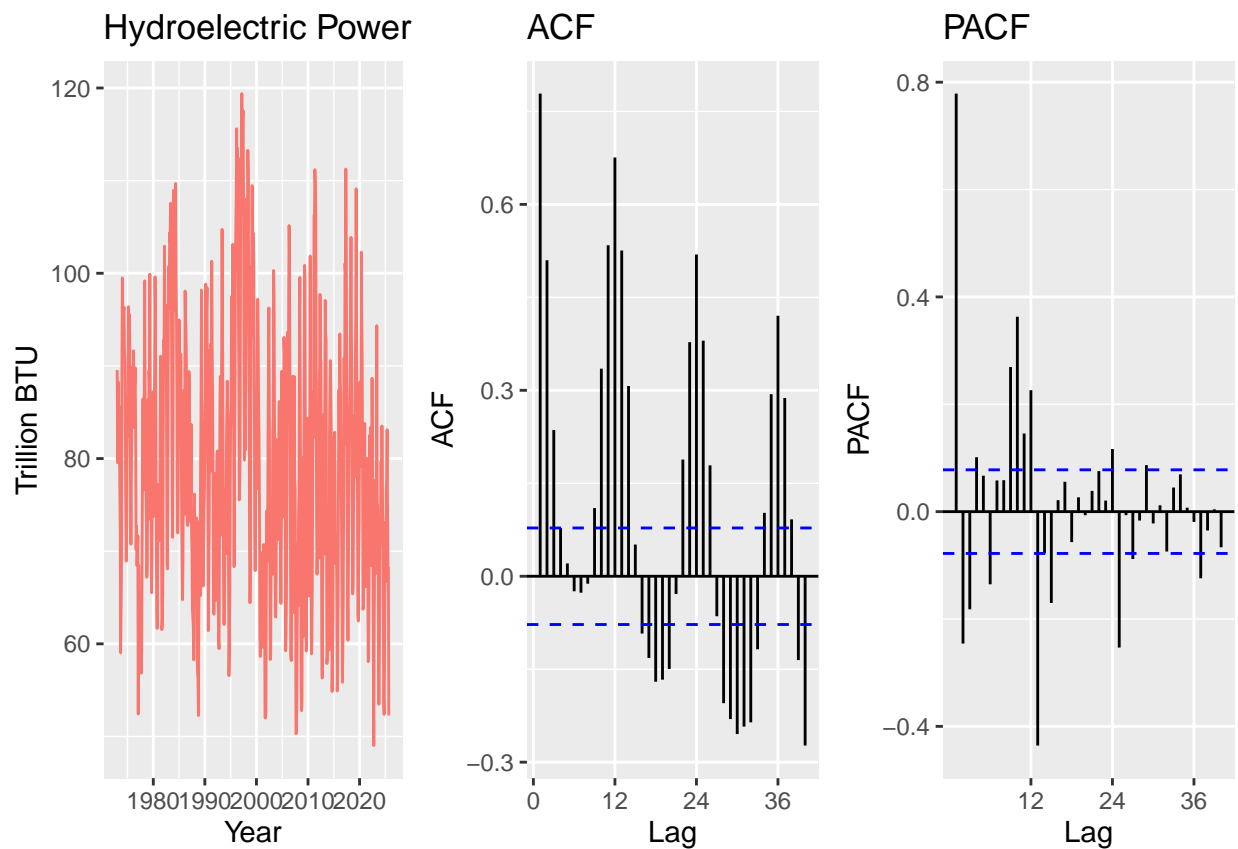 Hydroelectric Power
Trillion BTU
120
100
80
60
1980 1990 2000 2010 2020
Year
ACF
ACF
0.6
0.3
0.0
−0.3
0 12 24 36
Lag
PACF
PACF
0.8
0.4
0.0
−0.4
12 24 36
Lag